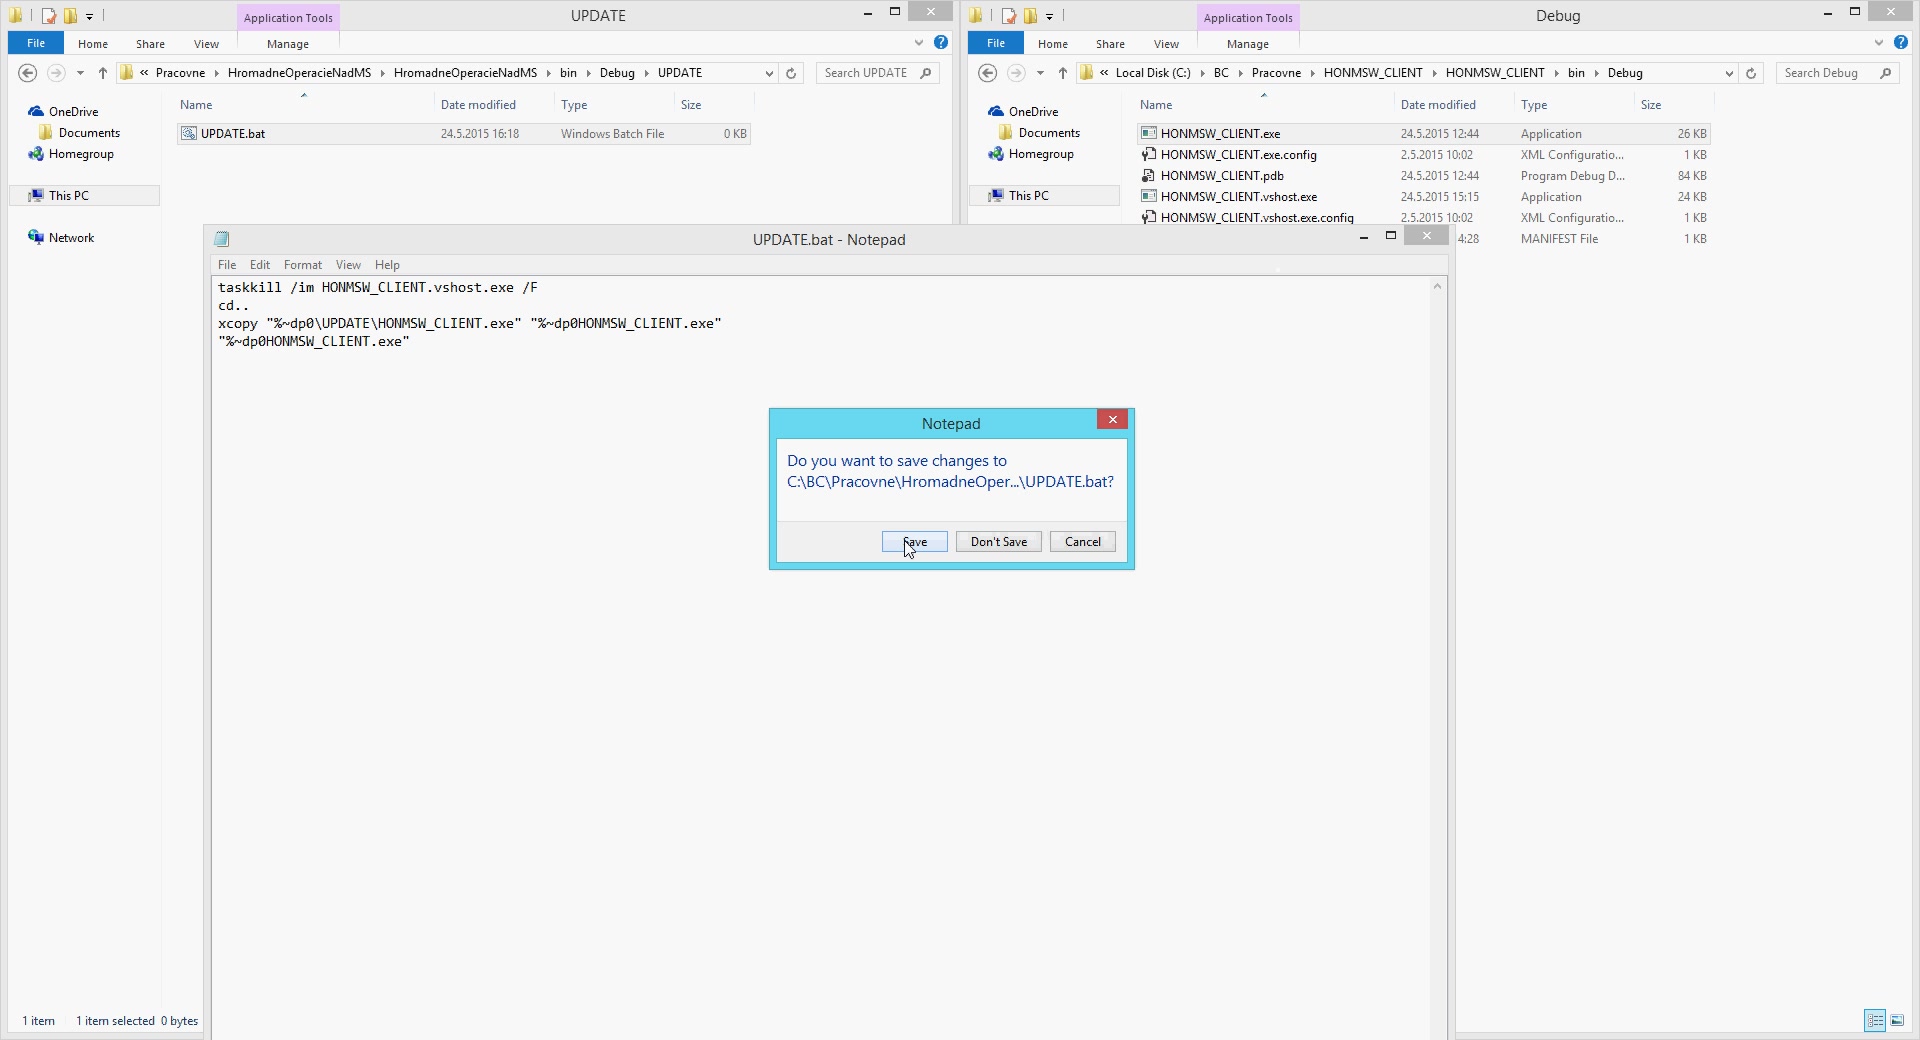 Application Tools
UPDATE
File
Home
Share
View
Manage
« Pracovne › HromadneOperacieNadMS › HromadneOperacieNadMS › bin › Debug › UPDATE
Search UPDATE
OneDrive
Documents
Homegroup
This PC
Network
Name
Date modified
Type
Size
UPDATE.bat
24.5.2015 16:18
Windows Batch File
0 KB
1 item
1 item selected 0 bytes
Application Tools
Debug
File
Home
Share
View
Manage
« Local Disk (C:) › BC › Pracovne › HONMSW_CLIENT › HONMSW_CLIENT › bin › Debug
Search Debug
OneDrive
Documents
Homegroup
This PC
Name
Date modified
Type
Size
HONMSW_CLIENT.exe 24.5.2015 12:44 Application 26 KB
HONMSW_CLIENT.exe.config 2.5.2015 10:02 XML Configuratio... 1 KB
HONMSW_CLIENT.pdb 24.5.2015 12:44 Program Debug D... 84 KB
HONMSW_CLIENT.vshost.exe 24.5.2015 15:15 Application 24 KB
HONMSW_CLIENT.vshost.exe.config 2.5.2015 10:02 XML Configuratio... 1 KB
4:28 MANIFEST File 1 KB
UPDATE.bat - Notepad
File Edit Format View Help
taskkill /im HONMSW_CLIENT.vshost.exe /F
cd..
xcopy "%~dp0\UPDATE\HONMSW_CLIENT.exe" "%~dp0HONMSW_CLIENT.exe"
"%~dp0HONMSW_CLIENT.exe"
Notepad
Do you want to save changes to
C:\BC\Pracovne\HromadneOper...\UPDATE.bat?
Save
Don't Save
Cancel